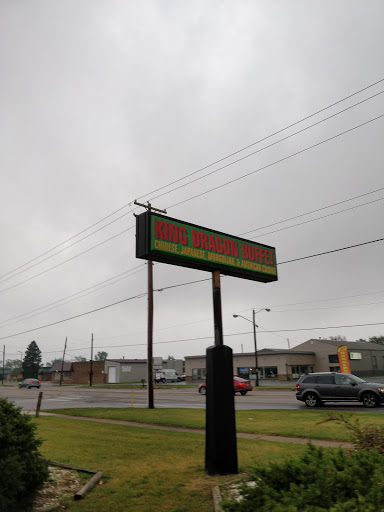 KING DRAGON BUFFET
CHINESE, JAPANESE, MONGOLIAN & AMERICAN CUISINE